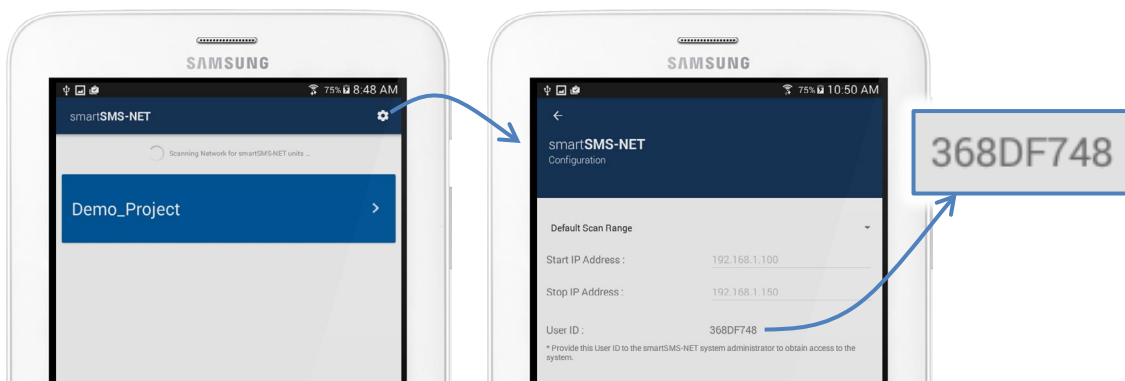 SAMSUNG
75% 8:48 AM
smartSMS-NET
Scanning Network for smartSMS-NET units ...
Demo_Project
SAMSUNG
75% 10:50 AM
smartSMS-NET
Configuration
Default Scan Range
Start IP Address : 192.168.1.100
Stop IP Address : 192.168.1.150
User ID : 368DF748
* Provide this User ID to the smartSMS-NET system administrator to obtain access to the
system.
368DF748